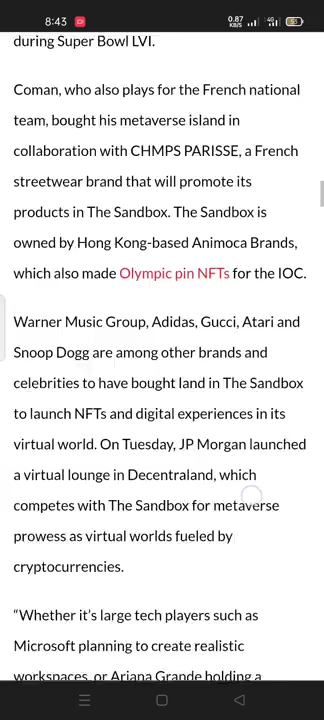 8:43
0.87
KB/S
4G
53
during Super Bowl LVI.
Coman, who also plays for the French national
team, bought his metaverse island in
collaboration with CHMPS PARISSE, a French
streetwear brand that will promote its
products in The Sandbox. The Sandbox is
owned by Hong Kong-based Animoca Brands,
which also made Olympic pin NFTs for the IOC.
Warner Music Group, Adidas, Gucci, Atari and
Snoop Dogg are among other brands and
celebrities to have bought land in The Sandbox
to launch NFTs and digital experiences in its
virtual world. On Tuesday, JP Morgan launched
a virtual lounge in Decentraland, which
competes with The Sandbox for metaverse
prowess as virtual worlds fueled by
cryptocurrencies.
“Whether it’s large tech players such as
Microsoft planning to create realistic
workspaces, or Ariana Grande holding a